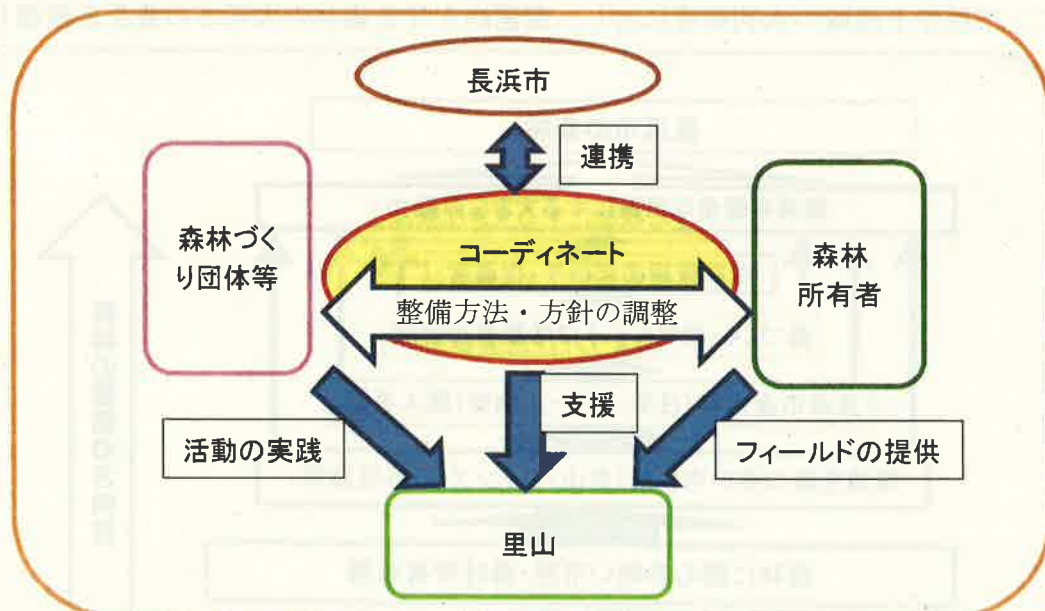 長浜市
連携
森林づく
り団体等
コーディネート
森林
所有者
整備方法・方針の調整
支援
活動の実践
フィールドの提供
里山